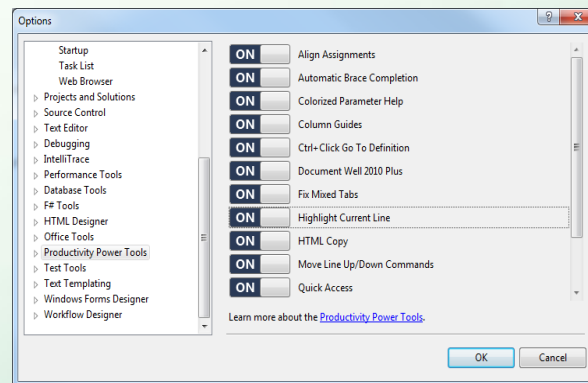 Options
Startup
Task List
Web Browser
Projects and Solutions
Source Control
Text Editor
Debugging
IntelliTrace
Performance Tools
Database Tools
F# Tools
HTML Designer
Office Tools
Productivity Power Tools
Test Tools
Text Templating
Windows Forms Designer
Workflow Designer
ON Align Assignments
ON Automatic Brace Completion
ON Colorized Parameter Help
ON Column Guides
ON Ctrl+Click Go To Definition
ON Document Well 2010 Plus
ON Fix Mixed Tabs
ON Highlight Current Line
ON HTML Copy
ON Move Line Up/Down Commands
ON Quick Access
Learn more about the Productivity Power Tools.
OK Cancel